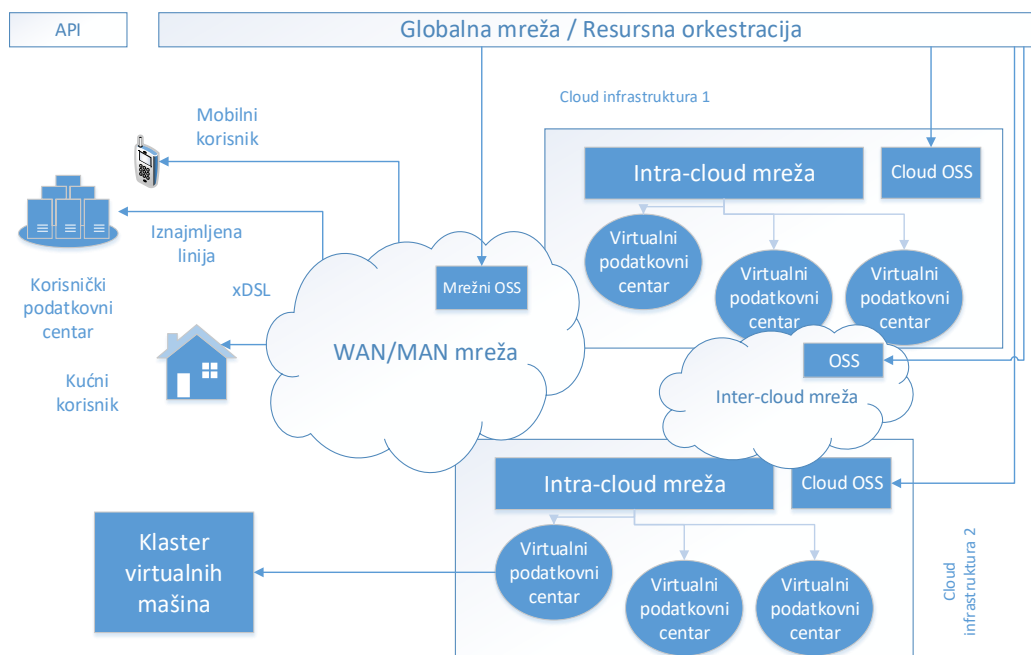 API
Globalna mreža / Resursna orkestracija
Cloud infrastruktura 1
Mobilni
korisnik
Intra-cloud mreža
Cloud OSS
Virtualni
podatkovni
centar
Virtualni
podatkovni
centar
Virtualni
podatkovni
centar
Iznajmljena
linija
Korisnički
podatkovni
centar
xDSL
Mrežni OSS
WAN/MAN mreža
Kućni
korisnik
OSS
Inter-cloud mreža
Intra-cloud mreža
Cloud OSS
Klaster
virtualnih
mašina
Virtualni
podatkovni
centar
Virtualni
podatkovni
centar
Virtualni
podatkovni
centar
Cloud
infrastruktura 2